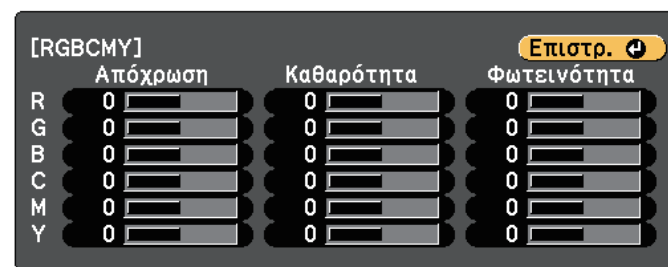 [RGBCMY] Επιστρ.
Απόχρωση Καθαρότητα Φωτεινότητα
R 0 0 0
G 0 0 0
B 0 0 0
C 0 0 0
M 0 0 0
Y 0 0 0